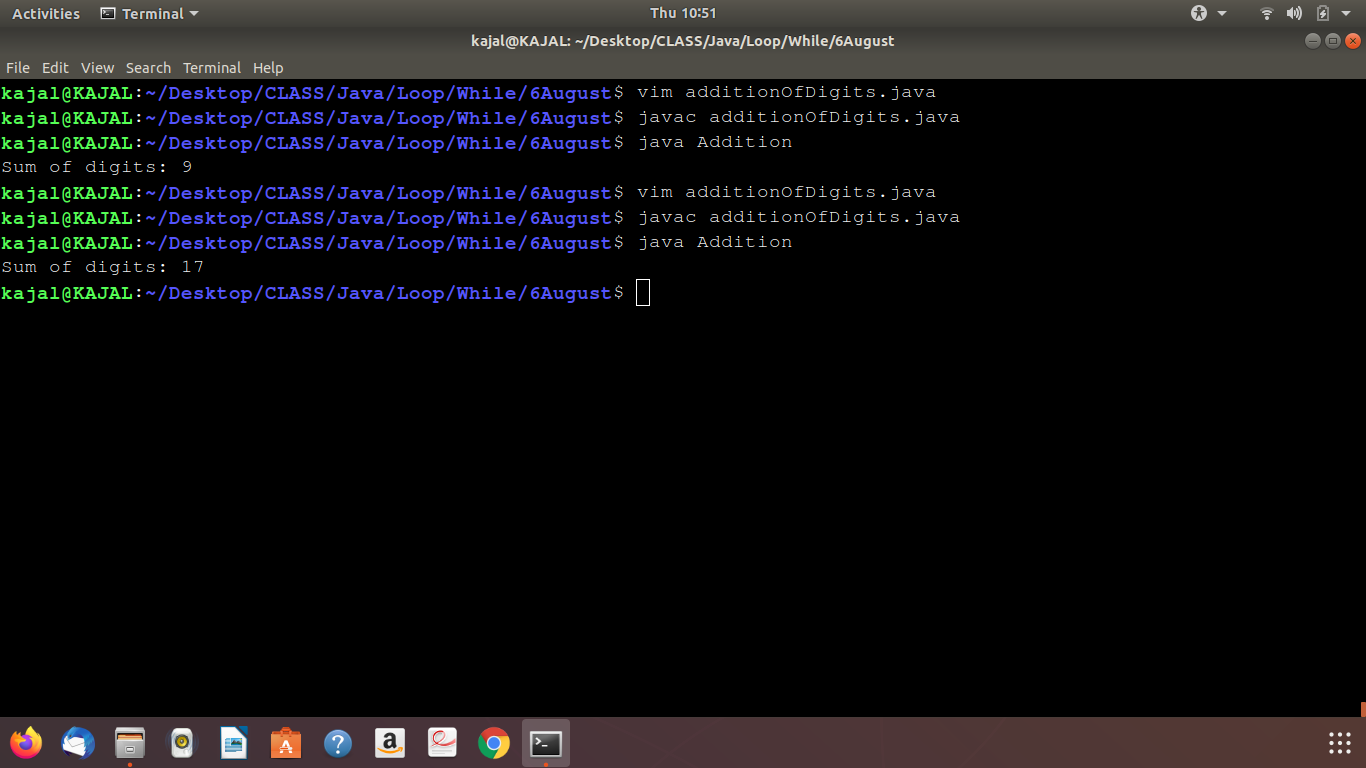 Activities Terminal Thu 10:51
kajal@KAJAL: ~/Desktop/CLASS/Java/Loop/While/6August
File Edit View Search Terminal Help
kajal@KAJAL:~/Desktop/CLASS/Java/Loop/While/6August$ vim additionOfDigits.java
kajal@KAJAL:~/Desktop/CLASS/Java/Loop/While/6August$ javac additionOfDigits.java
kajal@KAJAL:~/Desktop/CLASS/Java/Loop/While/6August$ java Addition
Sum of digits: 9
kajal@KAJAL:~/Desktop/CLASS/Java/Loop/While/6August$ vim additionOfDigits.java
kajal@KAJAL:~/Desktop/CLASS/Java/Loop/While/6August$ javac additionOfDigits.java
kajal@KAJAL:~/Desktop/CLASS/Java/Loop/While/6August$ java Addition
Sum of digits: 17
kajal@KAJAL:~/Desktop/CLASS/Java/Loop/While/6August$